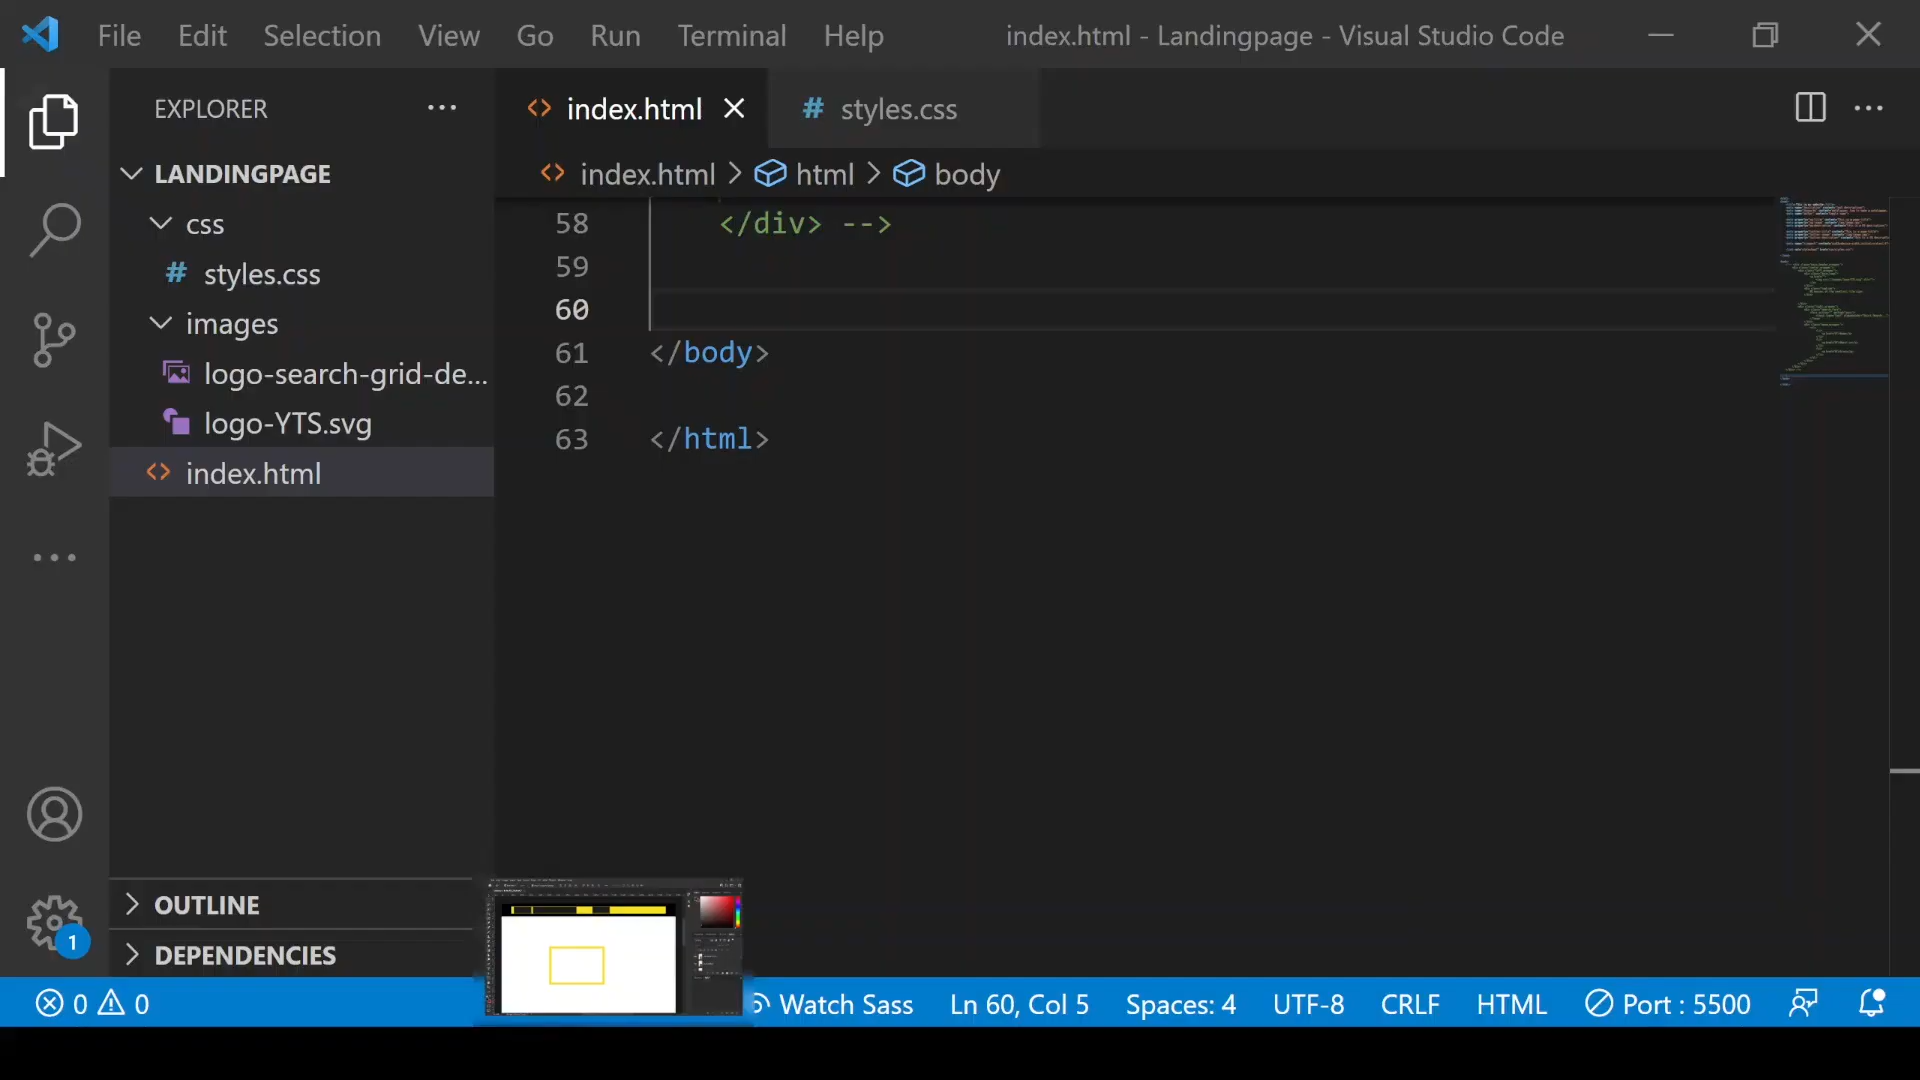 File Edit Selection View Go Run Terminal Help index.html - Landingpage - Visual Studio Code
EXPLORER
index.html
styles.css
LANDINGPAGE
index.html > html > body
css
styles.css
images
logo-search-grid-de...
logo-YTS.svg
index.html
58 </div> -->
59
60
61 </body>
62
63 </html>
1
OUTLINE
DEPENDENCIES
0 0 Watch Sass Ln 60, Col 5 Spaces: 4 UTF-8 CRLF HTML Port : 5500